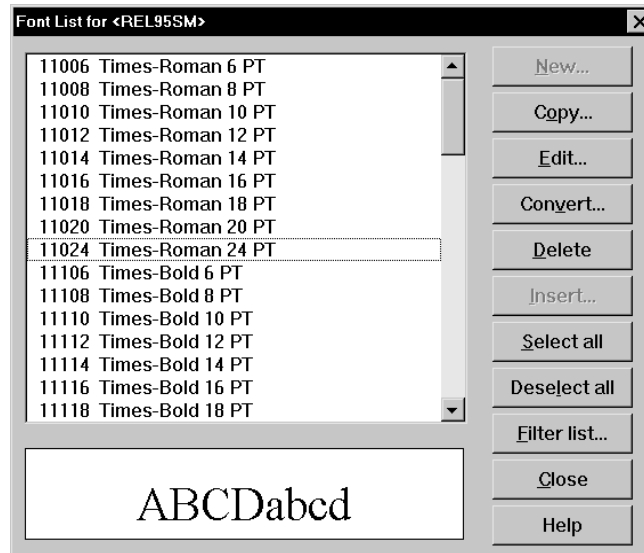 Font List for <REL95SM>
11006 Times-Roman 6 PT
11008 Times-Roman 8 PT
11010 Times-Roman 10 PT
11012 Times-Roman 12 PT
11014 Times-Roman 14 PT
11016 Times-Roman 16 PT
11018 Times-Roman 18 PT
11020 Times-Roman 20 PT
11024 Times-Roman 24 PT
11106 Times-Bold 6 PT
11108 Times-Bold 8 PT
11110 Times-Bold 10 PT
11112 Times-Bold 12 PT
11114 Times-Bold 14 PT
11116 Times-Bold 16 PT
11118 Times-Bold 18 PT
ABCDabcd
New...
Copy...
Edit...
Convert...
Delete
Insert...
Select all
Deselect all
Filter list...
Close
Help